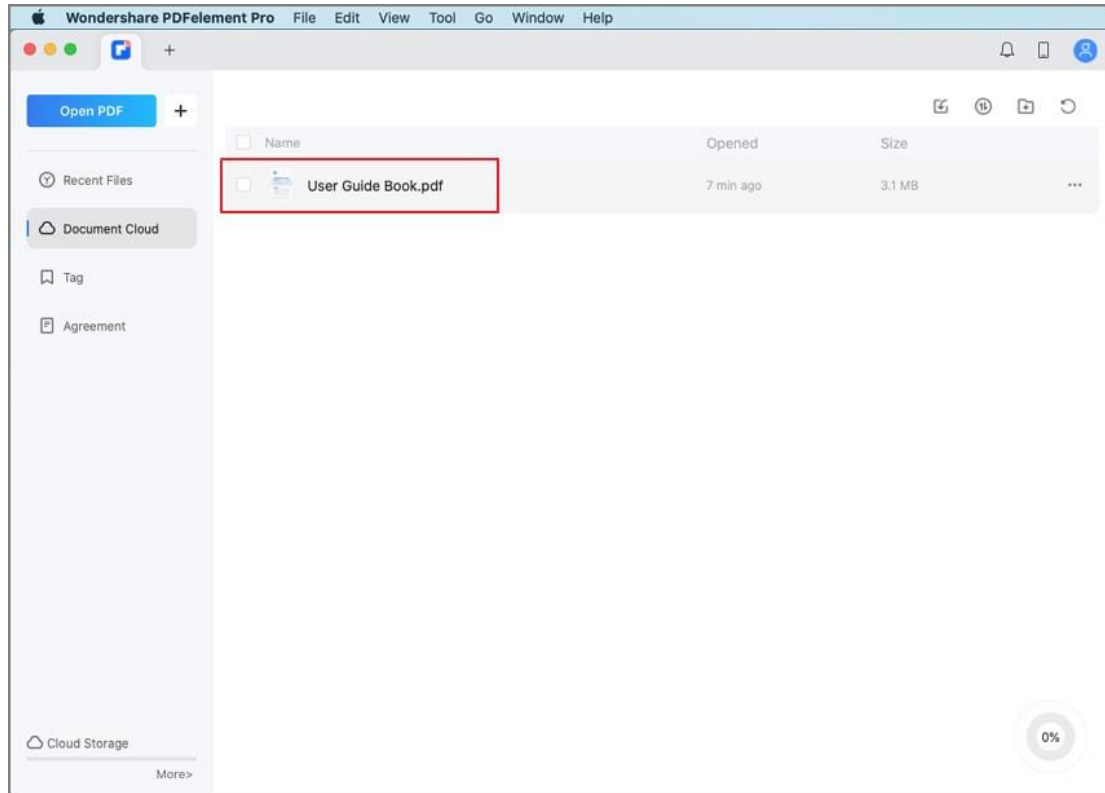 Wondershare PDFelement Pro File Edit View Tool Go Window Help
Open PDF
Name Opened Size
Recent Files
User Guide Book.pdf 7 min ago 3.1 MB
Document Cloud
Tag
Agreement
Cloud Storage
More>
0%